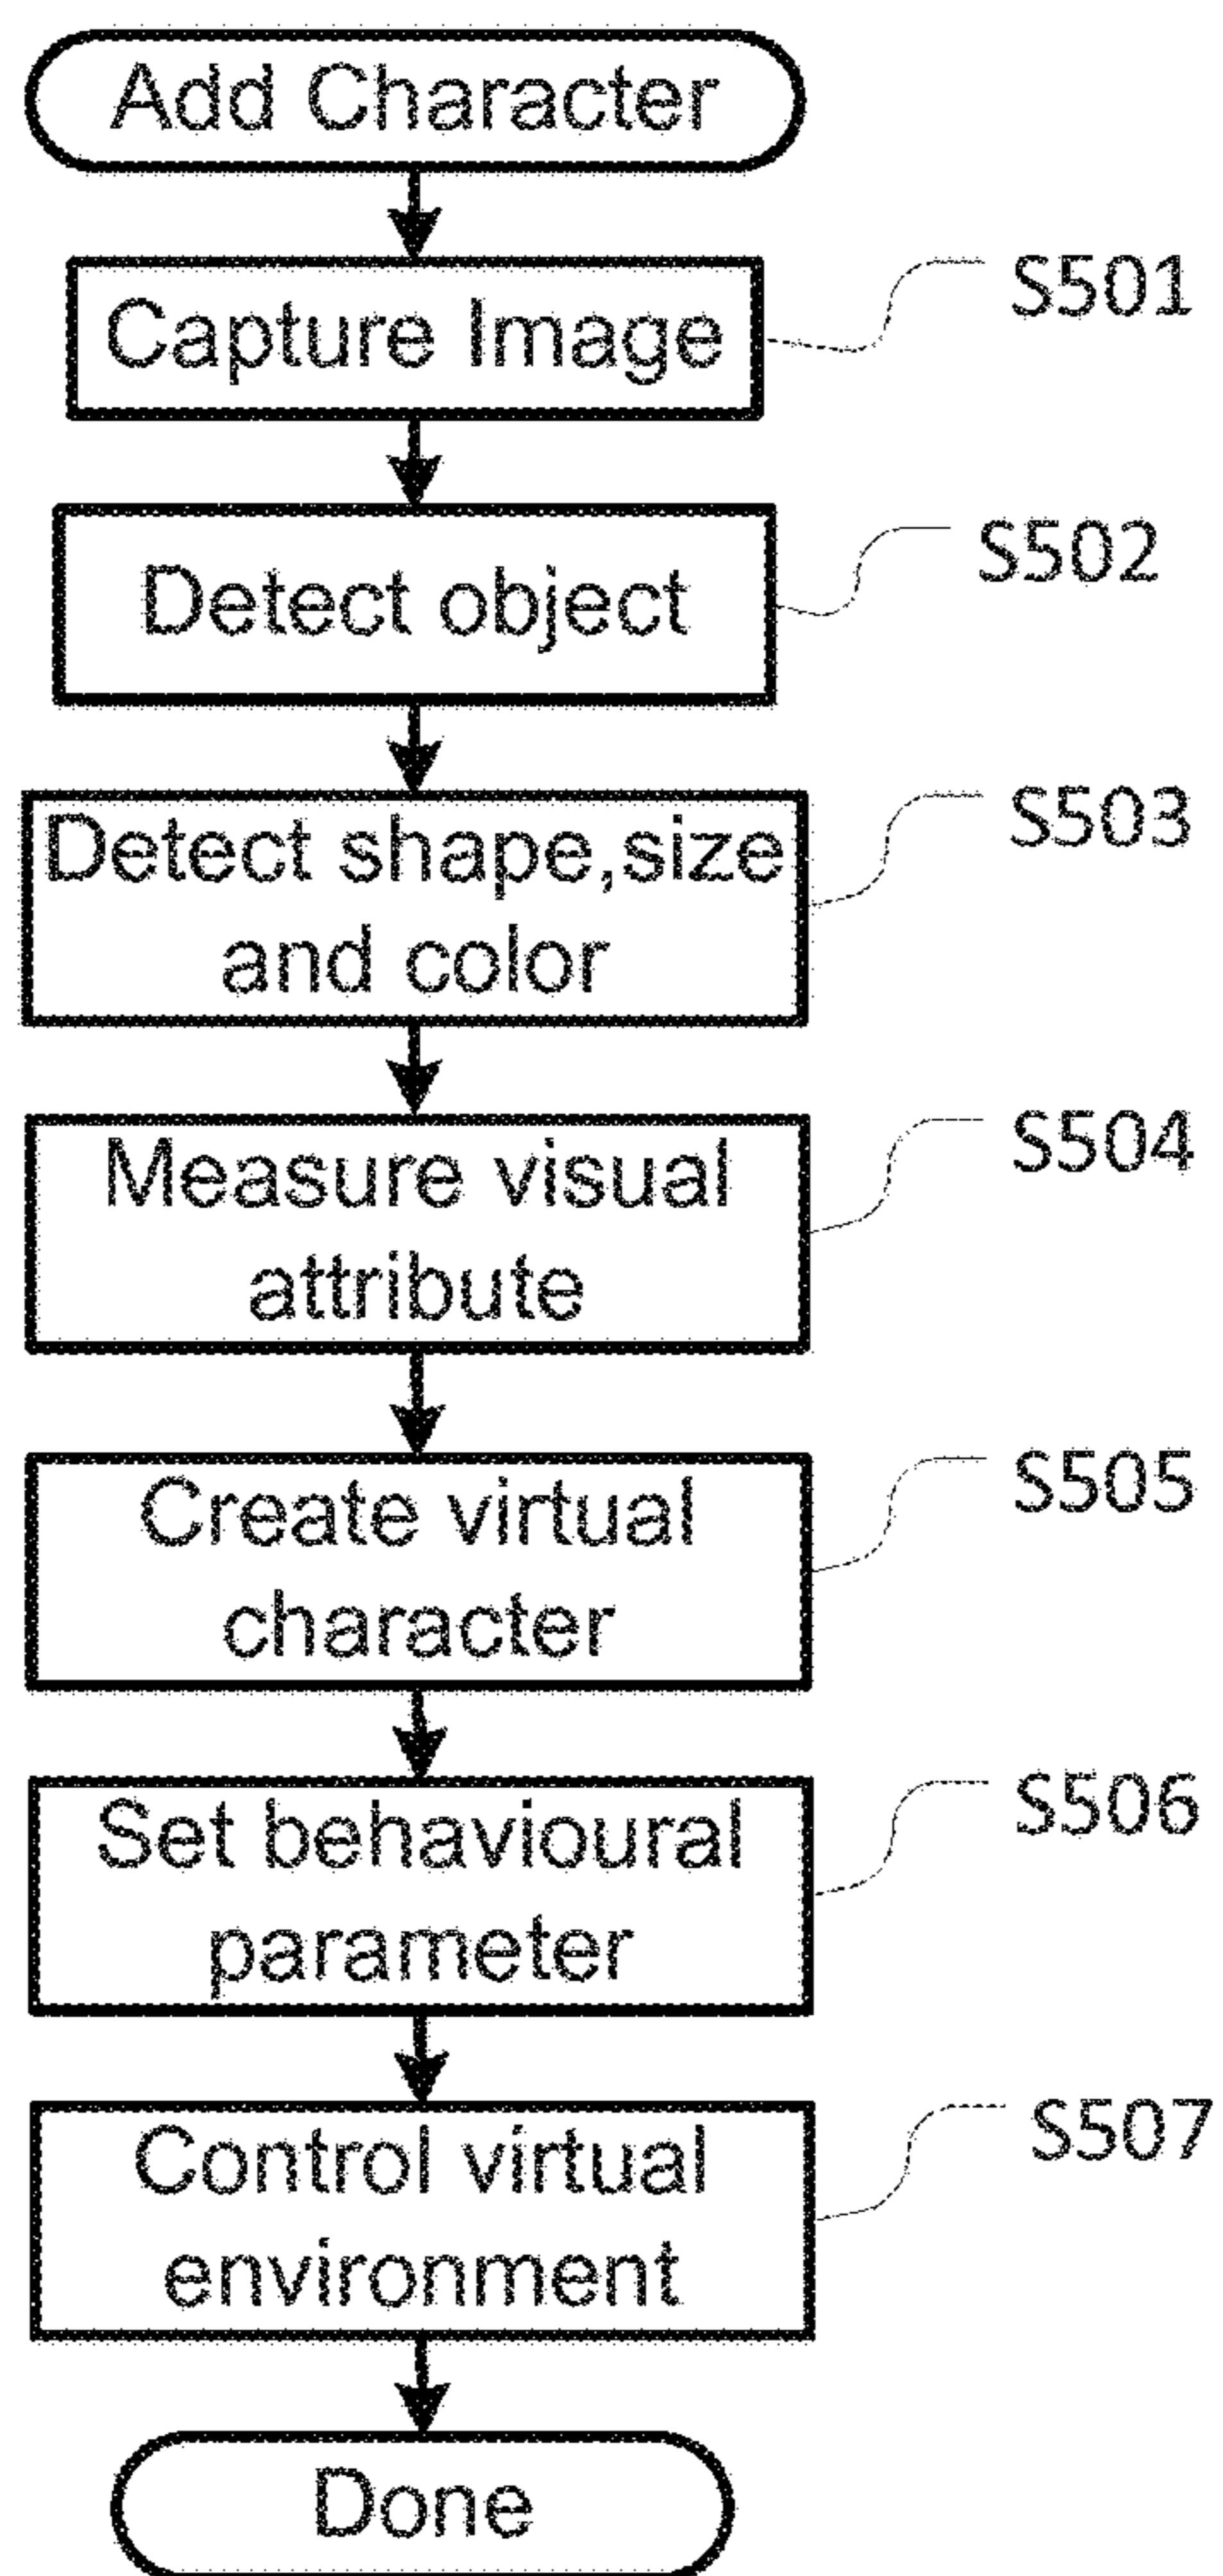 Add Character
Capture Image
S501
Detect object
S502
Detect shape,size
and color
S503
Measure visual
attribute
S504
Create virtual
character
S505
Set behavioural
parameter
S506
Control virtual
environment
S507
Done